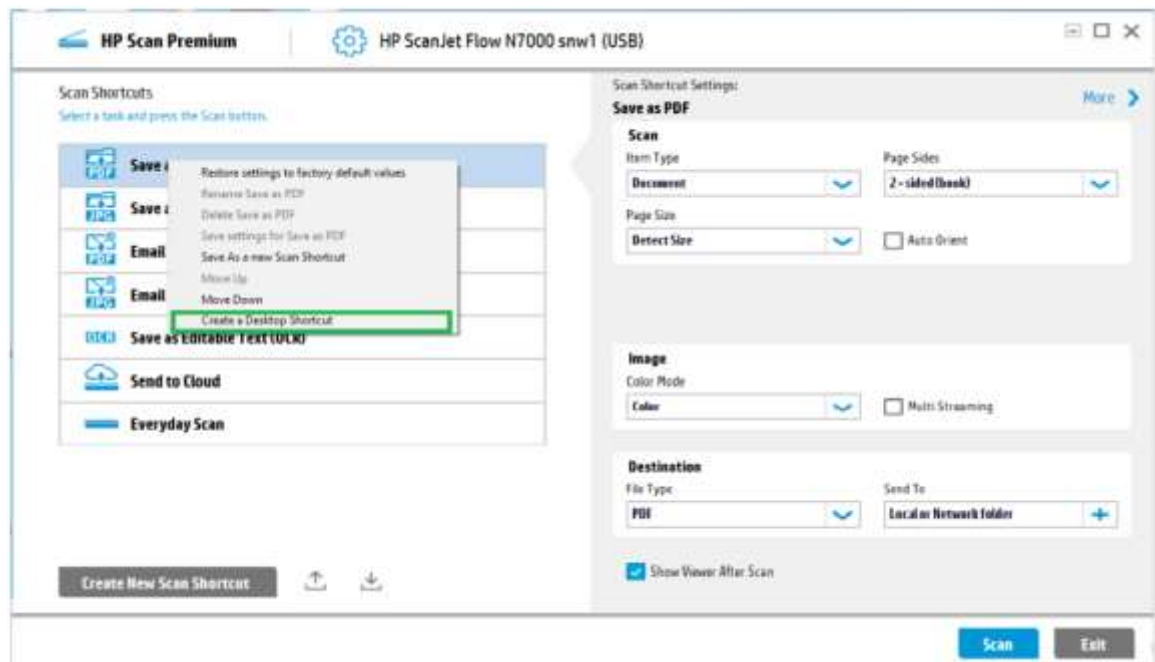 HP Scan Premium
HP ScanJet Flow N7000 snw1 (USB)
Scan Shortcuts
Select a task and press the Scan button.
PDF Save a
JPG Save a
PDF Email
JPG Email
OCR Save as Editable Text (OCR)
Send to Cloud
Everyday Scan
Restore settings to factory default values
Rename Save as PDF
Delete Save as PDF
Save settings for Save as PDF
Save As a new Scan Shortcut
Move Up
Move Down
Create a Desktop Shortcut
Create New Scan Shortcut
Scan Shortcut Settings:
Save as PDF
More
Scan
Item Type
Page Sides
Document
2 - sided (book)
Page Size
Detect Size
Auto Orient
Image
Color Mode
Color
Multi Streaming
Destination
File Type
Send To
PDF
Local or Network folder
Show Viewer After Scan
Scan
Exit